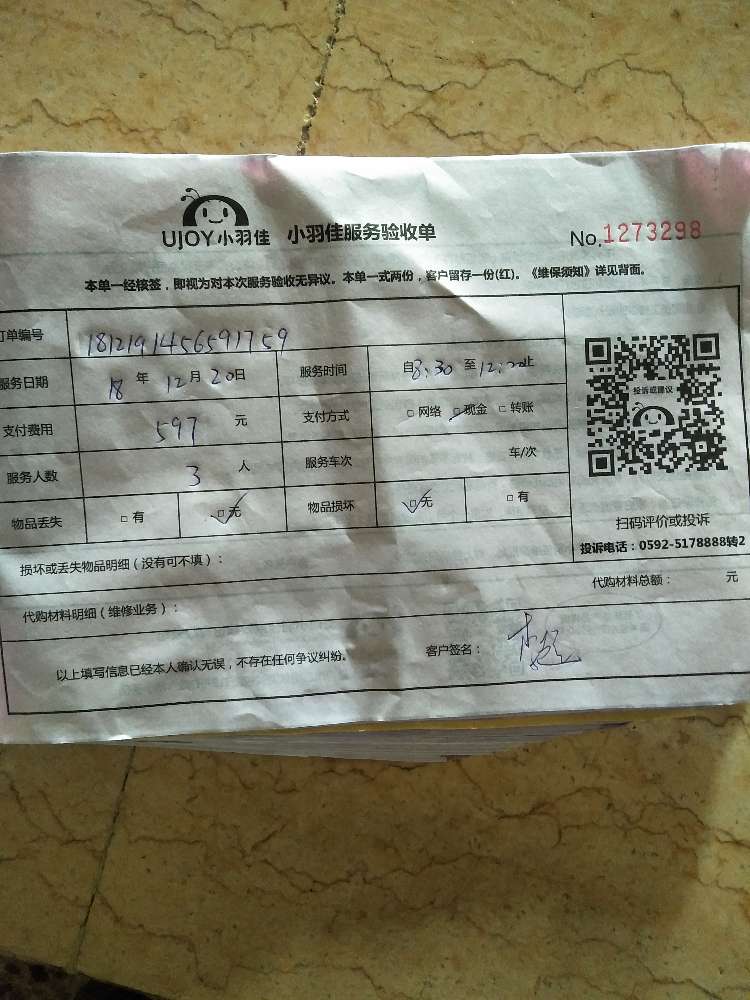 UJOY小羽佳 小羽佳服务验收单 No.1273298
本单一经核签，即视为对本次服务验收无异议。本单一式两份，客户留存一份(红)。《维保须知》详见背面。
订单编号 1812191456591759
服务日期 18 年 12 月 20 日 服务时间 自8:30 至 12:20止
支付费用 597 元 支付方式 □ 网络 □ 现金 □ 转账
服务人数 3 人 服务车次 车/次
物品丢失 □ 有 □ 无 物品损坏 □ 无 □ 有
投诉或建议
扫码评价或投诉
投诉电话：0592-5178888转2
损坏或丢失物品明细（没有可不填）：
代购材料明细（维修业务）： 代购材料总额： 元
以上填写信息已经本人确认无误，不存在任何争议纠纷。 客户签名：